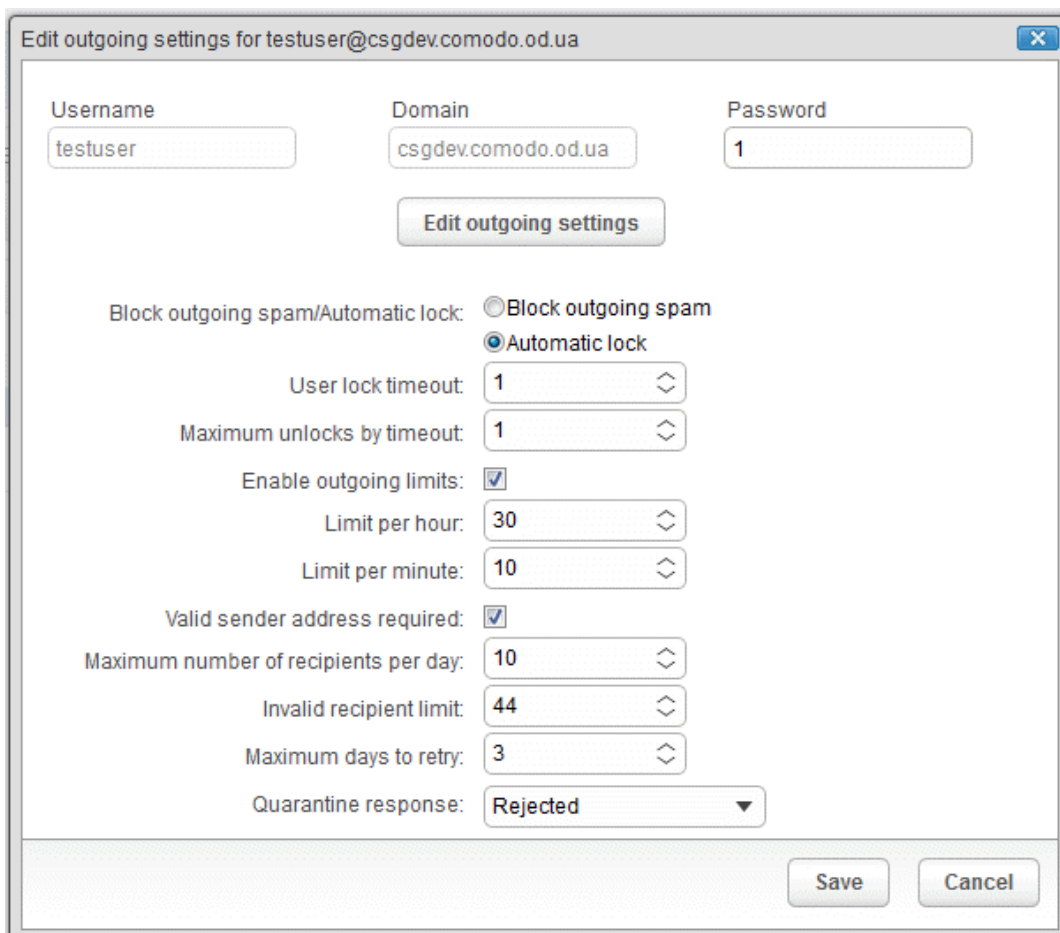 Edit outgoing settings for testuser@csgdev.comodo.od.ua
Username Domain Password
testuser csgdev.comodo.od.ua 1
Edit outgoing settings
Block outgoing spam/Automatic lock: Block outgoing spam
Automatic lock
User lock timeout: 1
Maximum unlocks by timeout: 1
Enable outgoing limits:
Limit per hour: 30
Limit per minute: 10
Valid sender address required:
Maximum number of recipients per day: 10
Invalid recipient limit: 44
Maximum days to retry: 3
Quarantine response: Rejected
Save Cancel